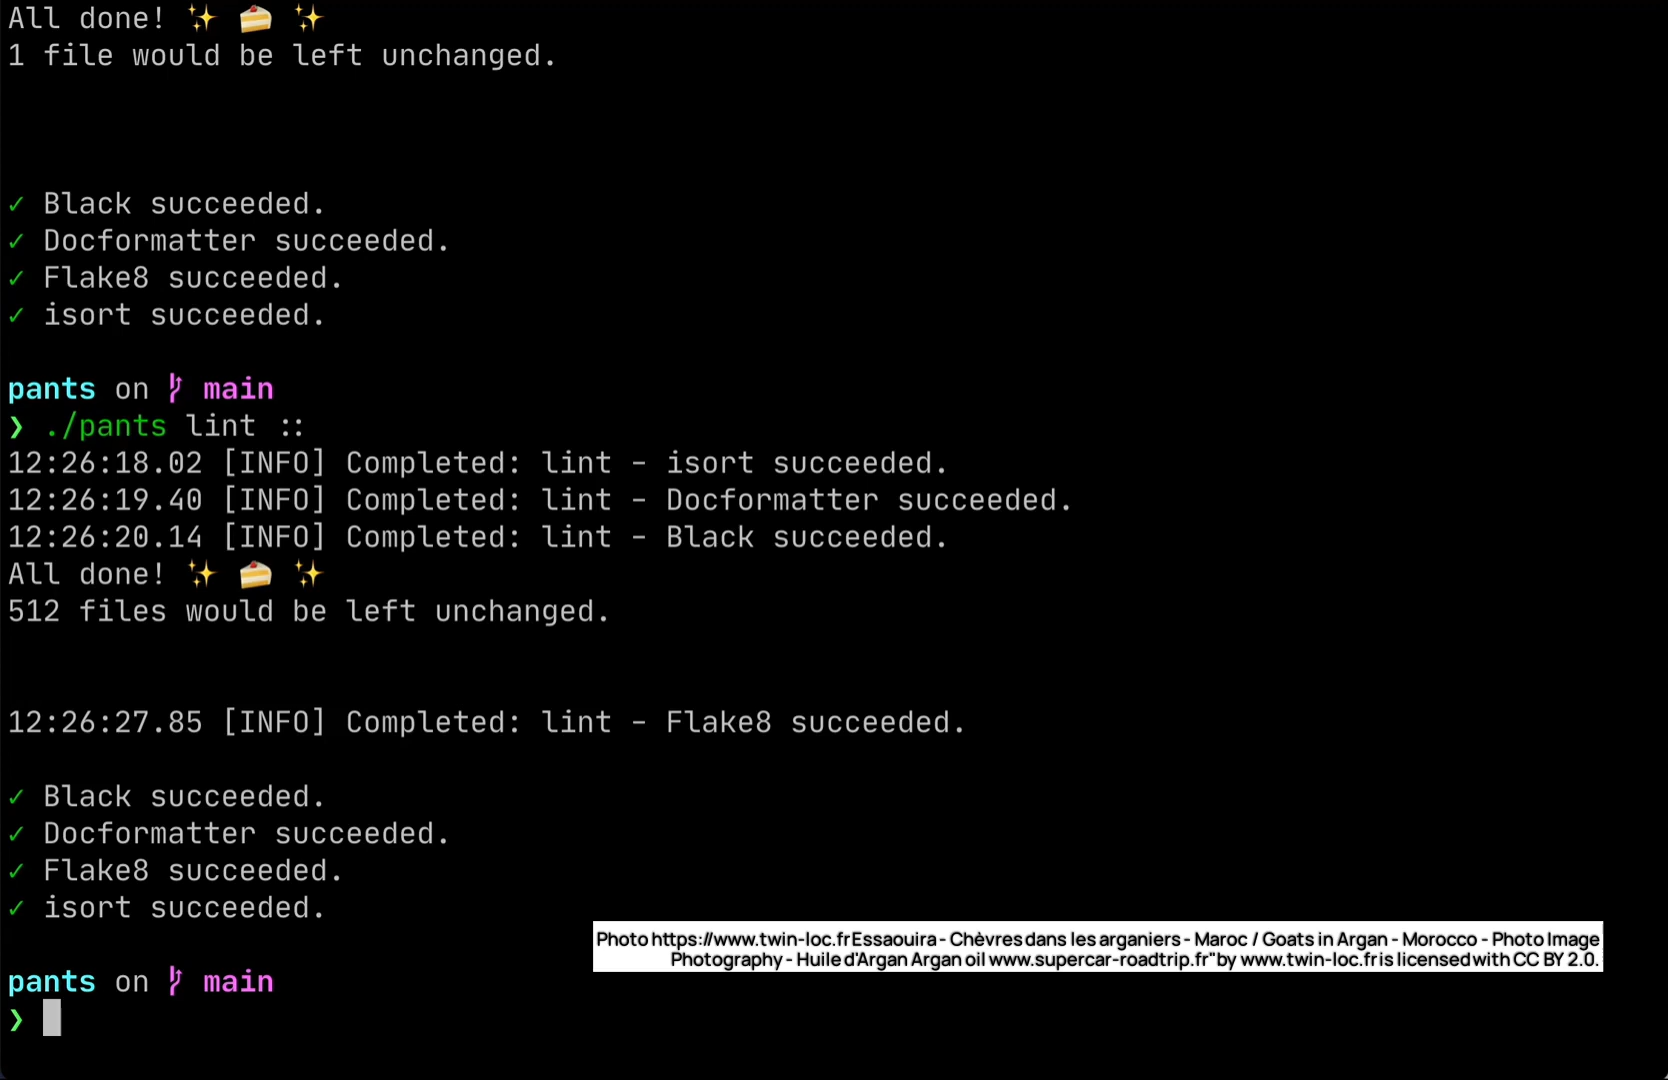 All done! ✨ 🍰 ✨
1 file would be left unchanged.
✓ Black succeeded.
✓ Docformatter succeeded.
✓ Flake8 succeeded.
✓ isort succeeded.
pants on main
❯ ./pants lint ::
12:26:18.02 [INFO] Completed: lint - isort succeeded.
12:26:19.40 [INFO] Completed: lint - Docformatter succeeded.
12:26:20.14 [INFO] Completed: lint - Black succeeded.
All done! ✨ 🍰 ✨
512 files would be left unchanged.
12:26:27.85 [INFO] Completed: lint - Flake8 succeeded.
✓ Black succeeded.
✓ Docformatter succeeded.
✓ Flake8 succeeded.
✓ isort succeeded.
Photo https://www.twin-loc.fr Essaouira - Chèvres dans les arganiers - Maroc / Goats in Argan - Morocco - Photo Image
Photography - Huile d'Argan Argan oil www.supercar-roadtrip.fr" by www.twin-loc.fr is licensed with CC BY 2.0.
pants on main
❯